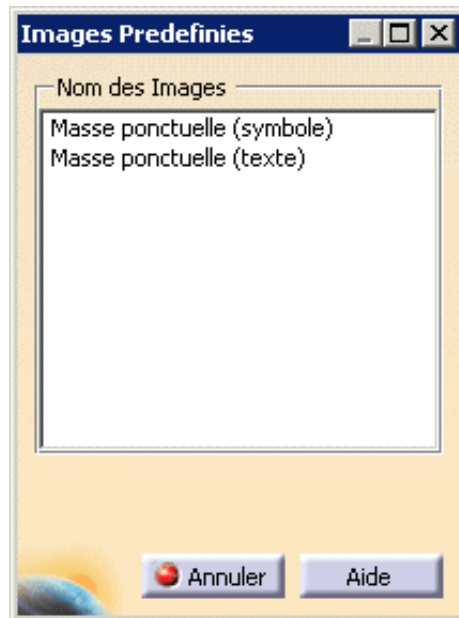 Images Predefinies
Nom des Images
Masse ponctuelle (symbole)
Masse ponctuelle (texte)
Annuler Aide